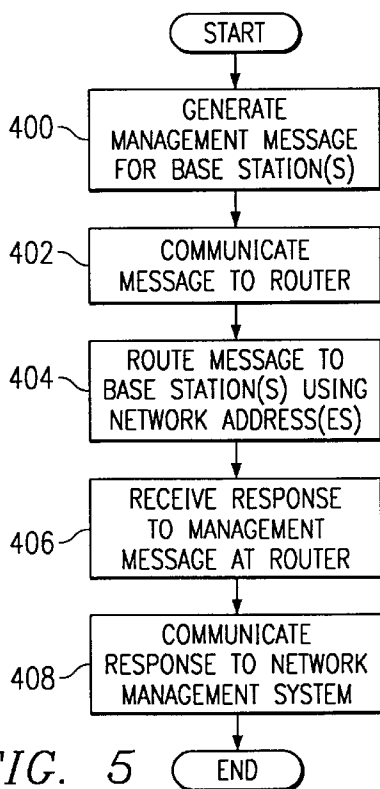 START
400
GENERATE
MANAGEMENT MESSAGE
FOR BASE STATION(S)
402
COMMUNICATE
MESSAGE TO ROUTER
404
ROUTE MESSAGE TO
BASE STATION(S) USING
NETWORK ADDRESS(ES)
406
RECEIVE RESPONSE
TO MANAGEMENT
MESSAGE AT ROUTER
408
COMMUNICATE
RESPONSE TO NETWORK
MANAGEMENT SYSTEM
FIG. 5
END